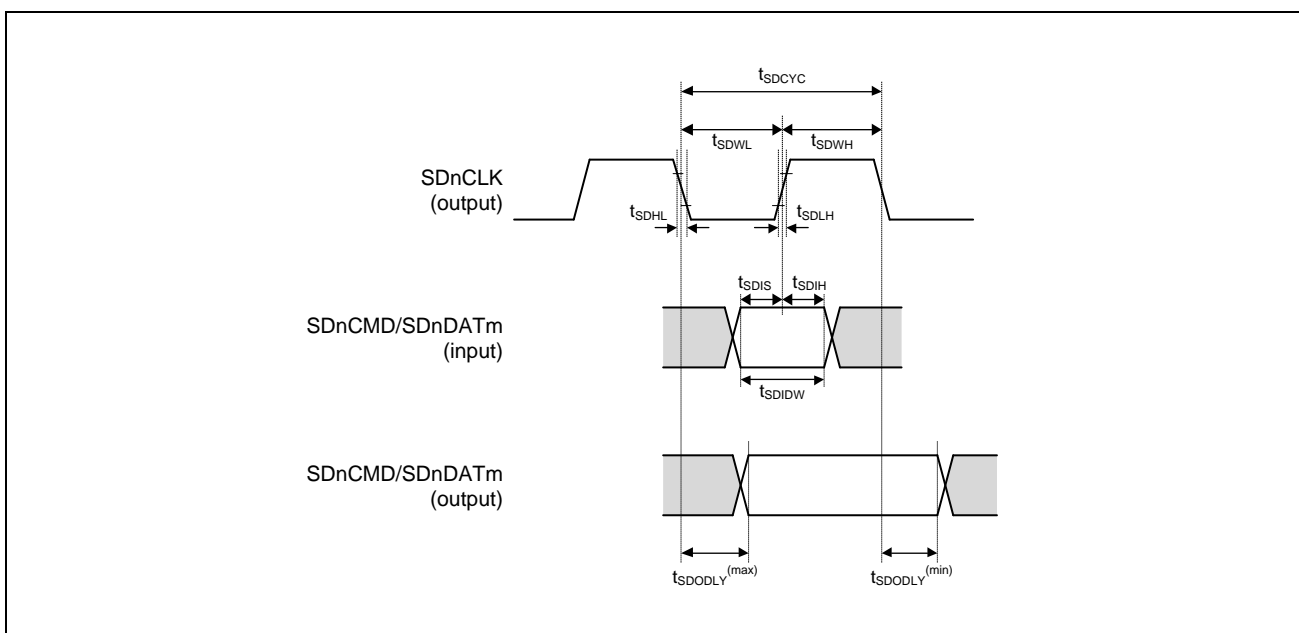 tSDCYC
tSDWL tSDWH
SDnCLK
(output)
tSDHL tSDLH
tSDIS tSDIH
SDnCMD/SDnDATm
(input)
tSDIDW
SDnCMD/SDnDATm
(output)
tSDODLY(max) tSDODLY(min)